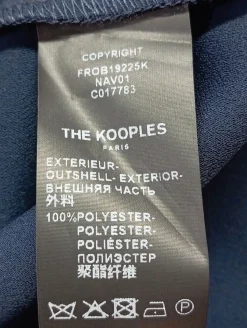 COPYRIGHT
FROB19225K
NAV01
C017783
THE KOOPLES
PARIS
EXTERIEUR-
OUTSHELL-EXTERIOR-
ВНЕШНЯЯ ЧАСТЬ
外料
100%POLYESTER-
POLYESTER-
POLIÉSTER-
ПОЛИЭСТЕР
聚酯纤维
P